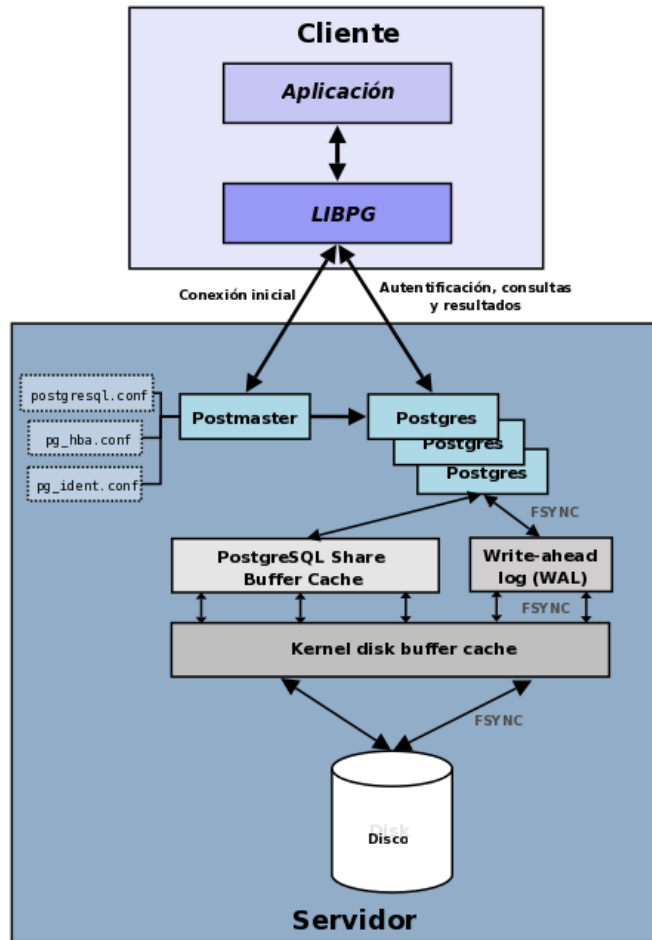 Cliente
Aplicación
LIBPG
Conexión inicial
Autentificación, consultas
y resultados
postgresql.conf
pg_hba.conf
pg_ident.conf
Postmaster
Postgres
Postgres
Postgres
FSYNC
PostgreSQL Share
Buffer Cache
Write-ahead
log (WAL)
FSYNC
Kernel disk buffer cache
FSYNC
Disk
Disco
Servidor